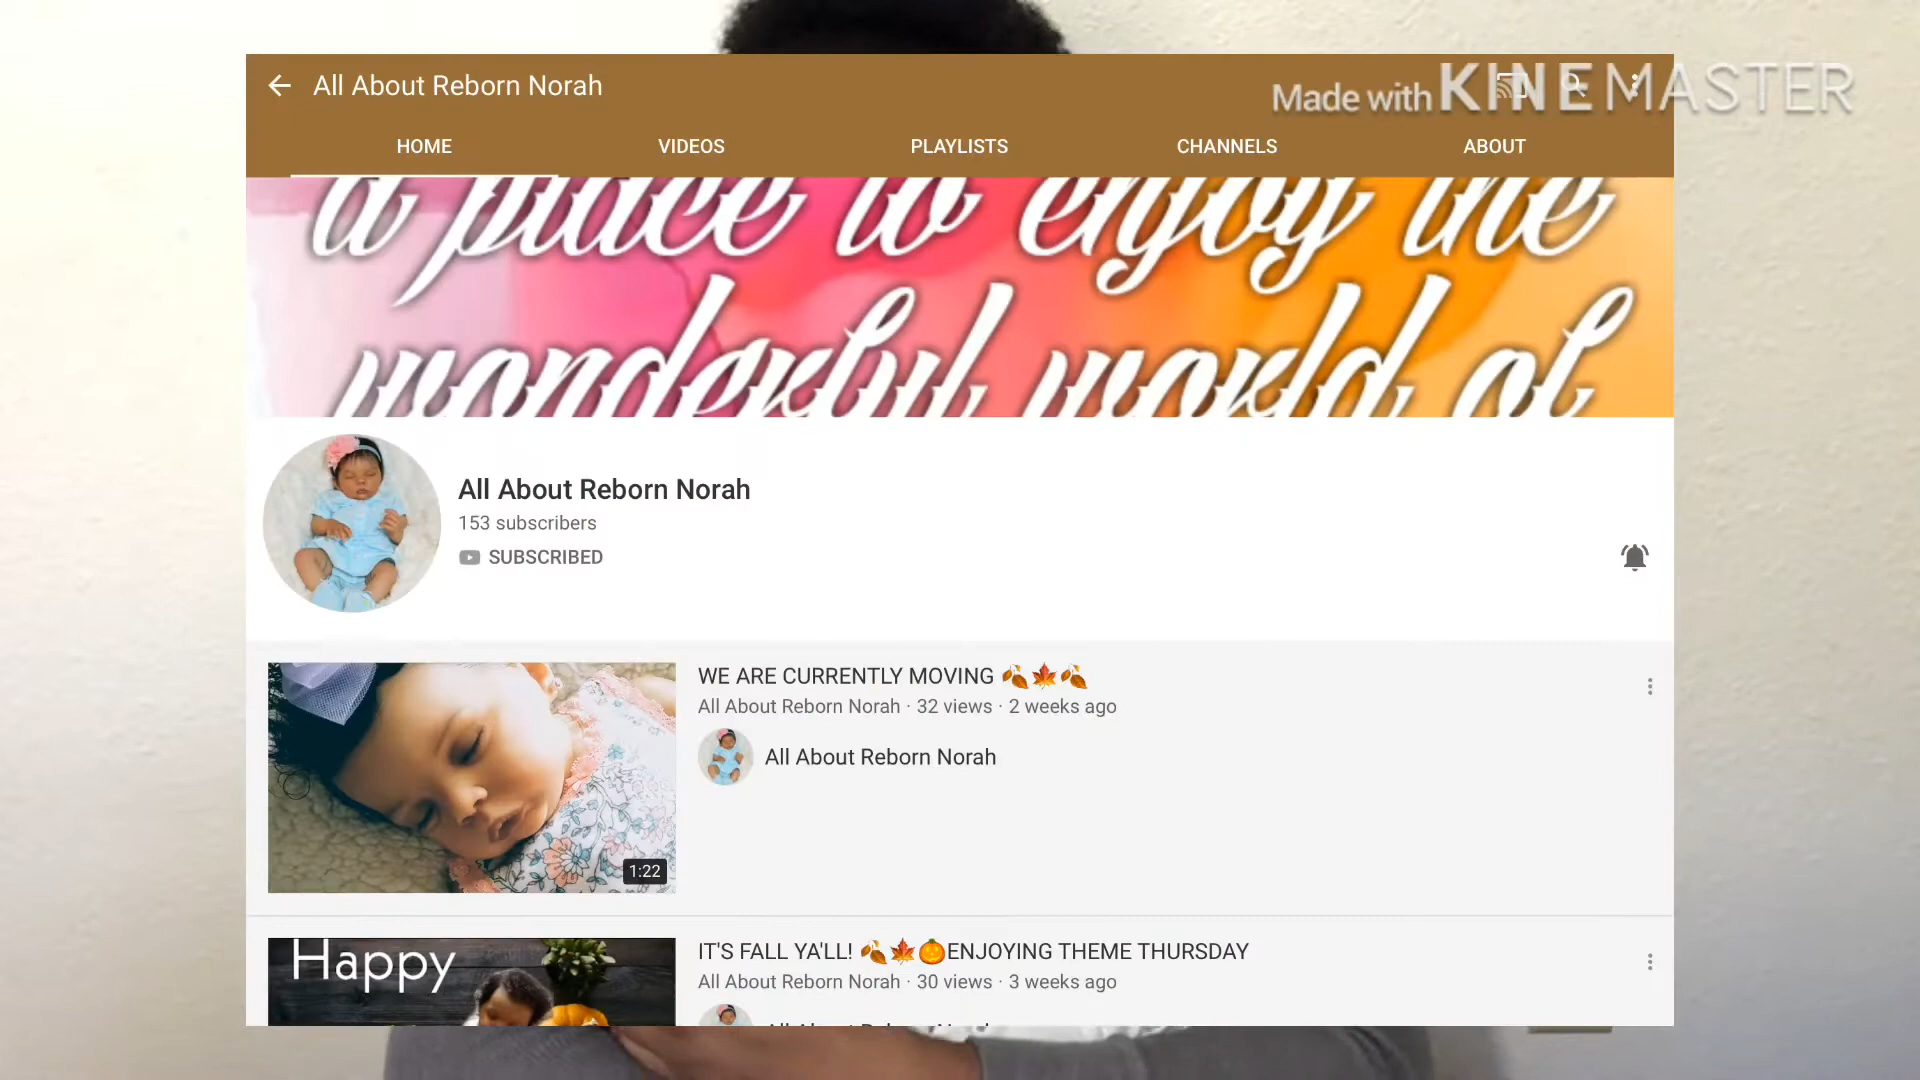 All About Reborn Norah
Made with KINEMASTER
HOME VIDEOS PLAYLISTS CHANNELS ABOUT
a place to enjoy the
wonderful world of
All About Reborn Norah
153 subscribers
SUBSCRIBED
WE ARE CURRENTLY MOVING 🍂🍁🍂
All About Reborn Norah · 32 views · 2 weeks ago
All About Reborn Norah
1:22
Happy
IT'S FALL YA'LL! 🍂🍁🎃ENJOYING THEME THURSDAY
All About Reborn Norah · 30 views · 3 weeks ago